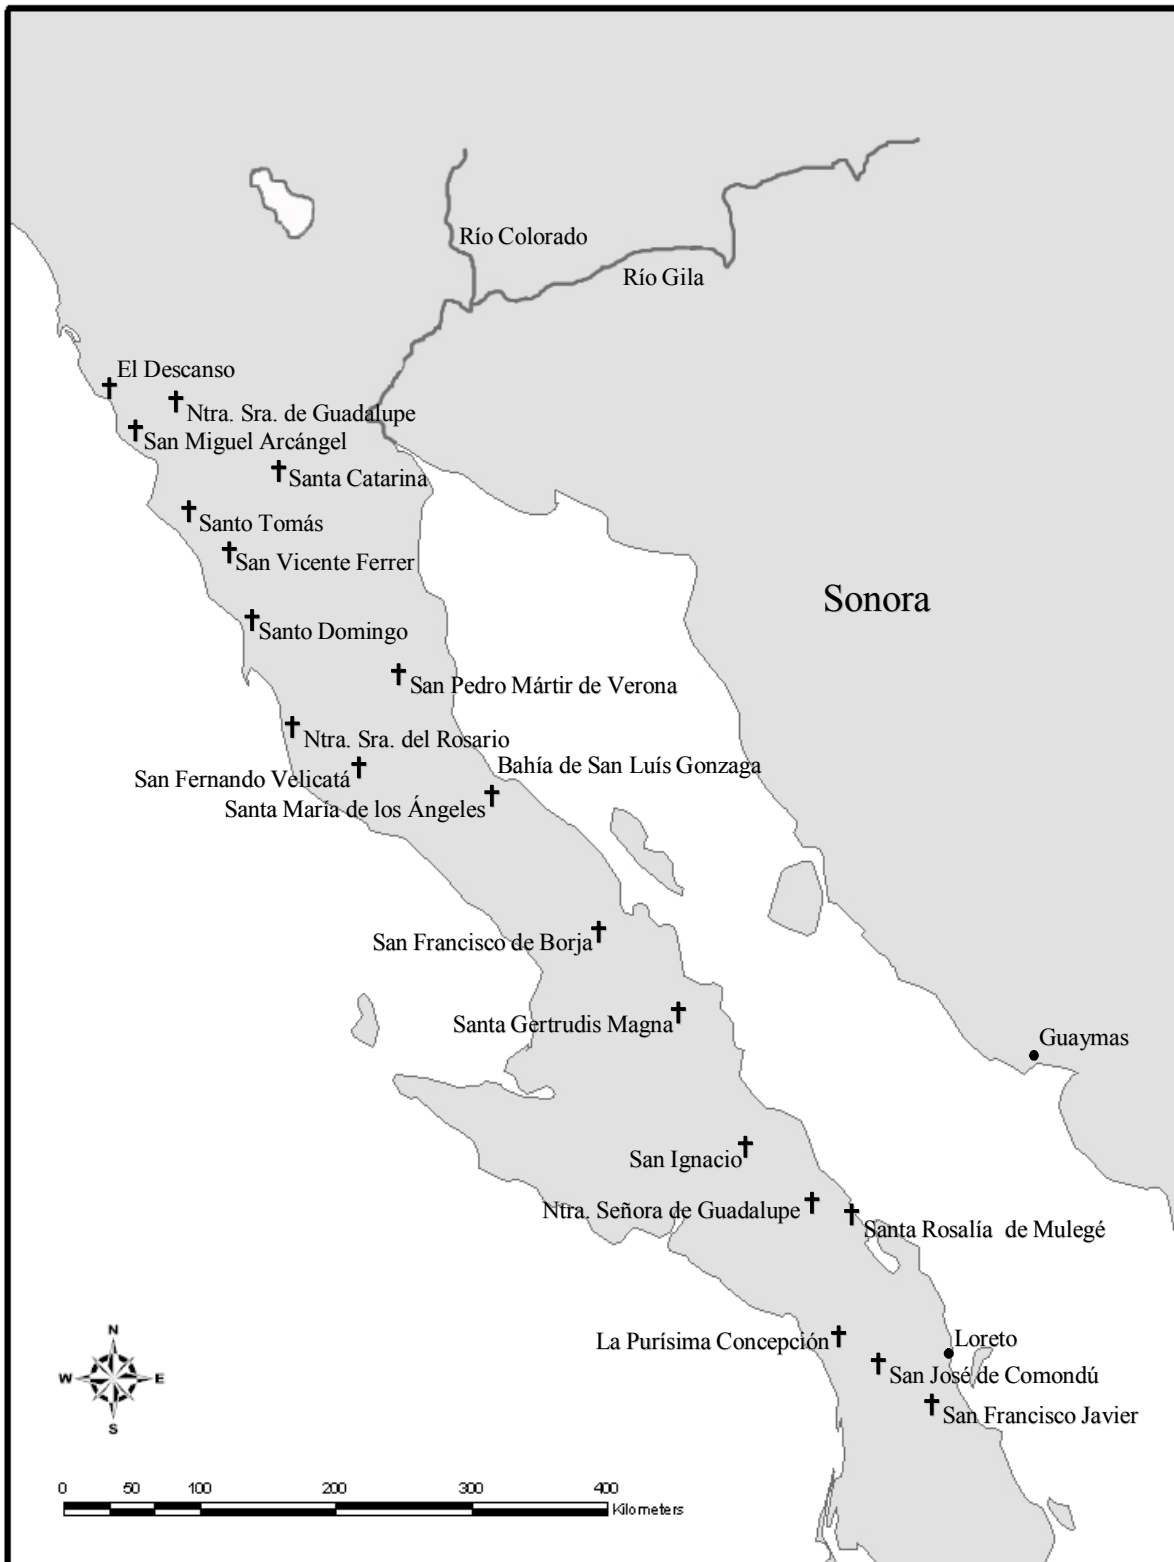 Río Colorado
Río Gila
El Descanso
Ntra. Sra. de Guadalupe
San Miguel Arcángel
Santa Catarina
Santo Tomás
San Vicente Ferrer
Sonora
Santo Domingo
San Pedro Mártir de Verona
Ntra. Sra. del Rosario
Bahía de San Luís Gonzaga
San Fernando Velicatá
Santa María de los Ángeles
San Francisco de Borja
Santa Gertrudis Magna
Guaymas
San Ignacio
Ntra. Señora de Guadalupe
Santa Rosalía de Mulegé
La Purísima Concepción
Loreto
San José de Comondú
San Francisco Javier
N
W E
S
0 50 100 200 300 400
Kilometers